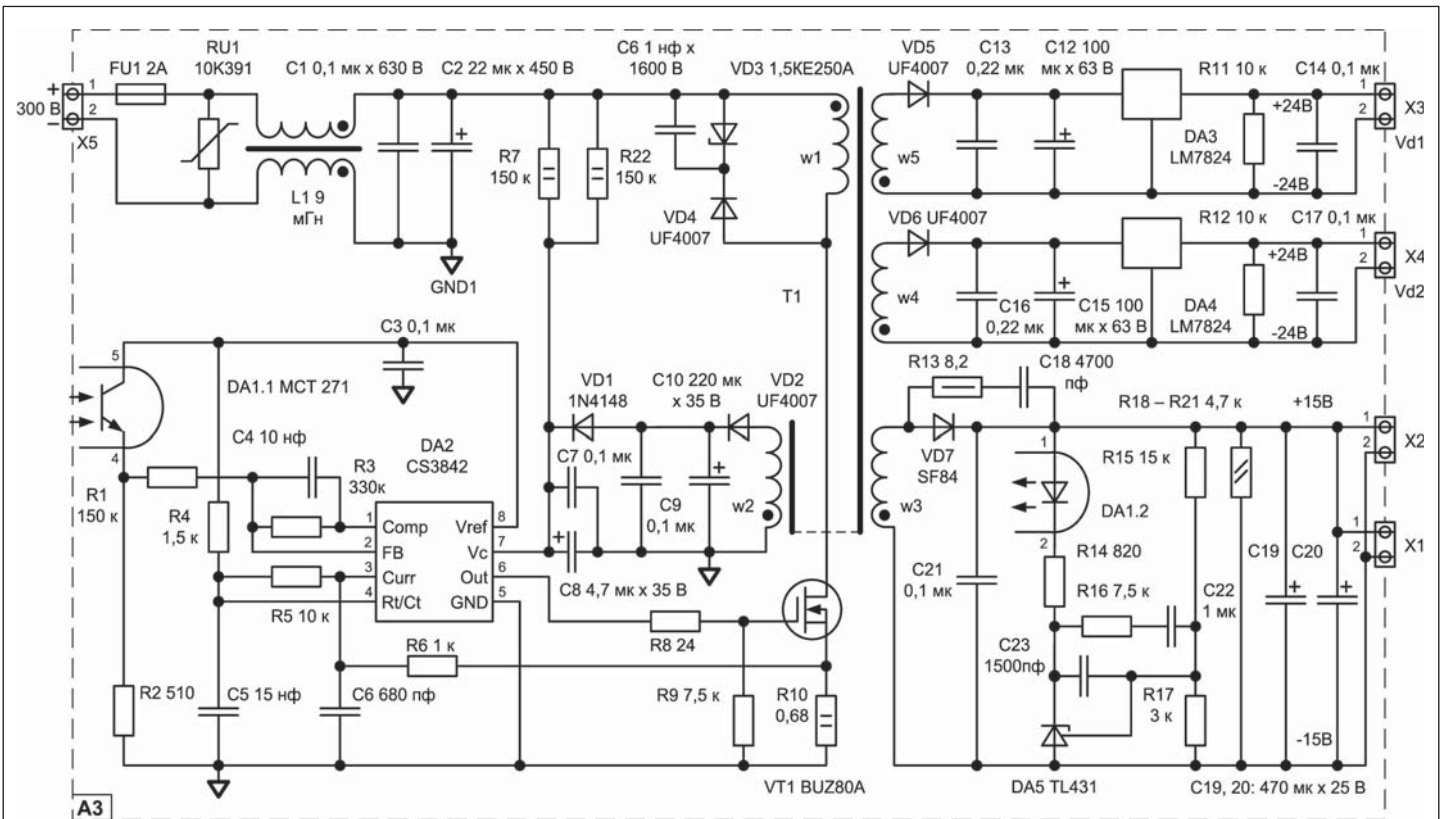 RU1
10K391
FU1 2A
C1 0,1 мк x 630 В
C2 22 мк x 450 В
C6 1 нф x
1600 В
VD3 1,5KE250A
VD5
UF4007
C13
0,22 мк
C12 100
мк x 63 В
R11 10 к
C14 0,1 мк
+
300 В
−
1
2
X5
L1 9
мГн
GND1
R7
150 к
R22
150 к
VD4
UF4007
w1
w5
DA3
LM7824
+24В
-24В
1
2
X3
Vd1
T1
VD6 UF4007
w4
C16
0,22 мк
C15 100
мк x 63 В
DA4
LM7824
R12 10 к
C17 0,1 мк
+24В
-24В
1
2
X4
Vd2
C3 0,1 мк
5
DA1.1 MCT 271
4
C4 10 нф
R3
330к
R1
150 к
R4
1,5 к
DA2
CS3842
1 Comp
2 FB
3 Curr
4 Rt/Ct
Vref 8
Vc 7
Out 6
GND 5
R5 10 к
R6 1 к
R2 510
C5 15 нф
C6 680 пф
VD1
1N4148
C10 220 мк
x 35 В
VD2
UF4007
C7 0,1 мк
C9
0,1 мк
w2
C8 4,7 мк x 35 В
R8 24
R9 7,5 к
R10
0,68
VT1 BUZ80A
R13 8,2
C18 4700
пф
VD7
SF84
w3
C21
0,1 мк
1
DA1.2
2
R14 820
R16 7,5 к
R15 15 к
R18 – R21 4,7 к
+15В
C22
1 мк
C23
1500пф
R17
3 к
DA5 TL431
C19
C20
-15В
C19, 20: 470 мк x 25 В
1
2
X2
1
2
X1
A3